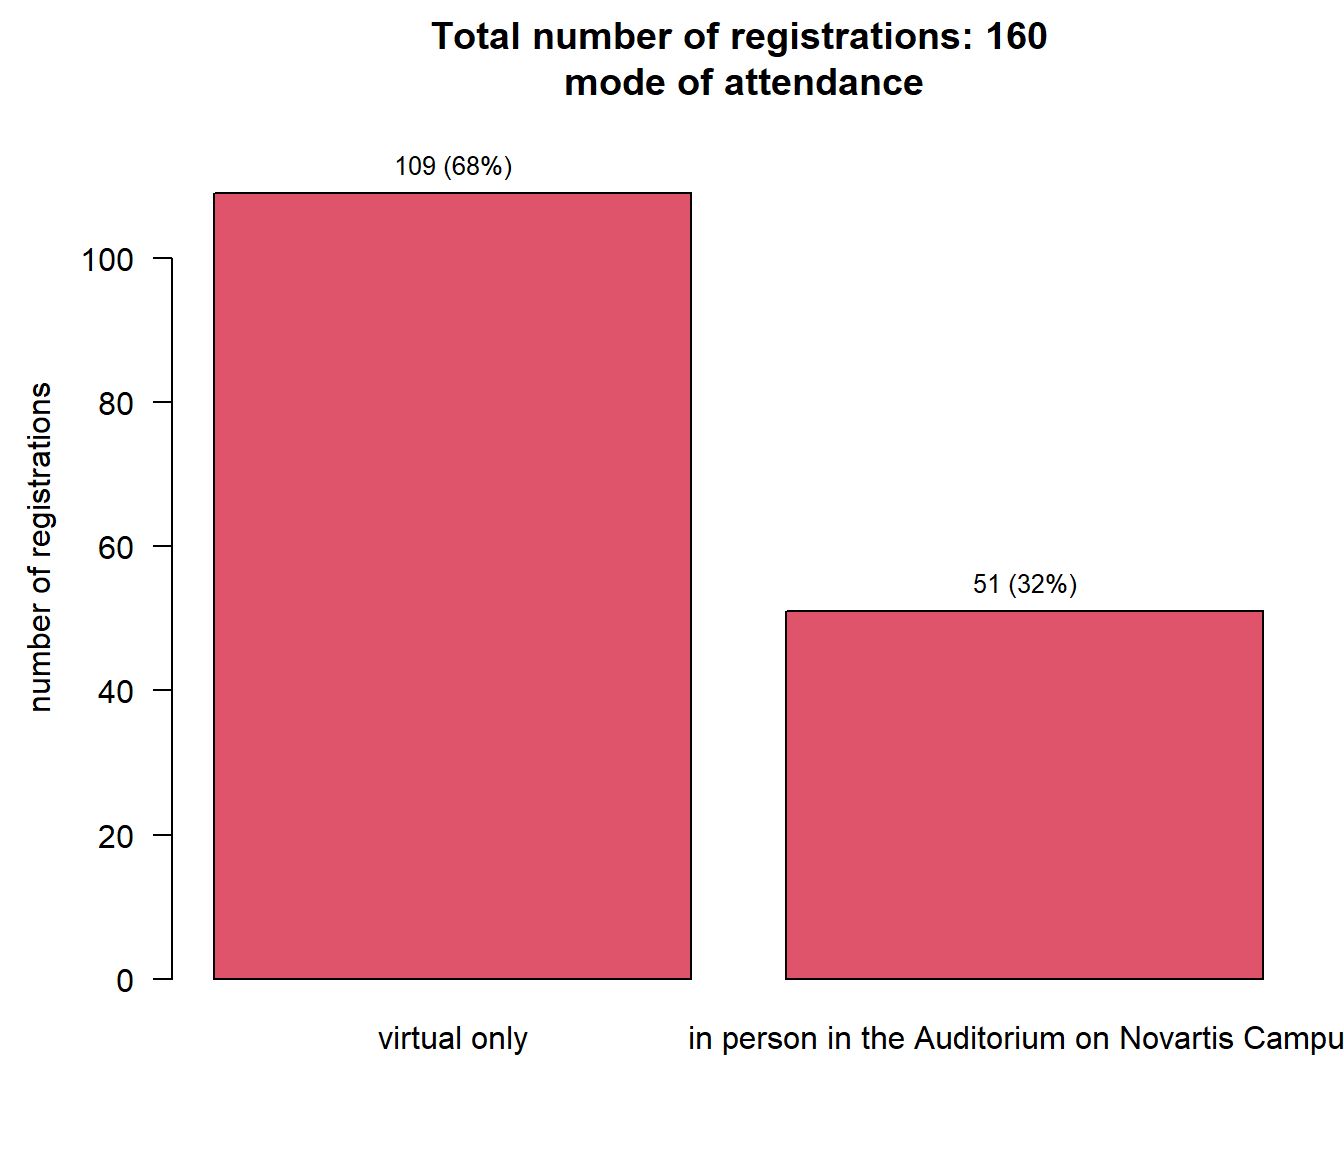 Total number of registrations: 160
mode of attendance
109 (68%)
100
80
60
40
20
0
number of registrations
51 (32%)
virtual only
in person in the Auditorium on Novartis Campu